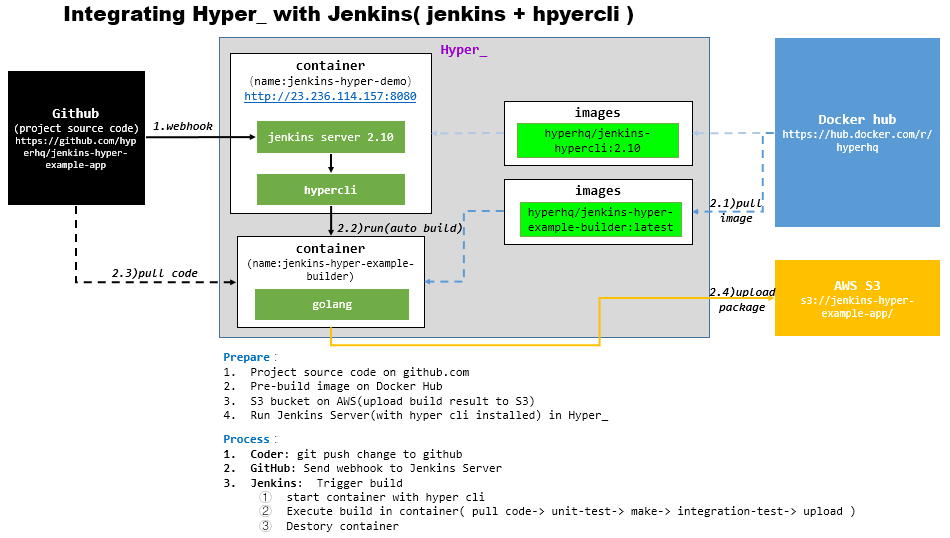 Integrating Hyper_ with Jenkins( jenkins + hpyercli )
Hyper_
container
(name:jenkins-hyper-demo)
http://23.236.114.157:8080
jenkins server 2.10
hypercli
Github
(project source code)
https://github.com/hyp
erhq/jenkins-hyper-
example-app
1.webhook
images
hyperhq/jenkins-
hypercli:2.10
images
hyperhq/jenkins-hyper-
example-builder:latest
Docker hub
https://hub.docker.com/r/
hyperhq
2.1)pull
image
2.2)run(auto build)
container
(name:jenkins-hyper-example-
builder)
golang
2.3)pull code
2.4)upload
package
AWS S3
s3://jenkins-hyper-
example-app/
Prepare：
1. Project source code on github.com
2. Pre-build image on Docker Hub
3. S3 bucket on AWS(upload build result to S3)
4. Run Jenkins Server(with hyper cli installed) in Hyper_
Process：
1. Coder: git push change to github
2. GitHub: Send webhook to Jenkins Server
3. Jenkins: Trigger build
① start container with hyper cli
② Execute build in container( pull code-> unit-test-> make-> integration-test-> upload )
③ Destory container